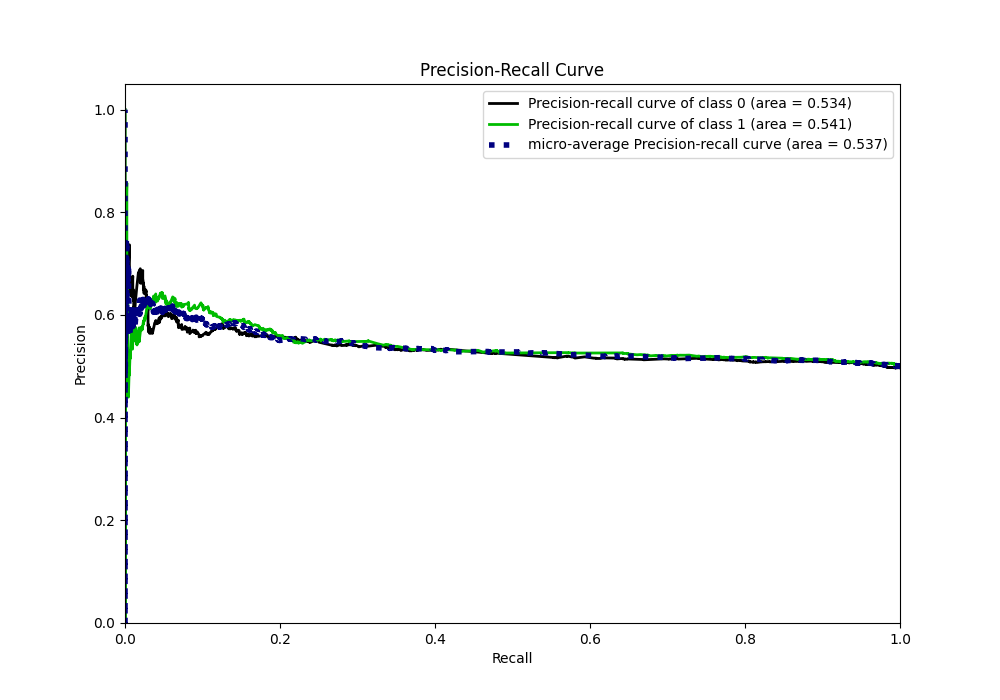 Precision-Recall Curve
Precision-recall curve of class 0 (area = 0.534)
Precision-recall curve of class 1 (area = 0.541)
micro-average Precision-recall curve (area = 0.537)
1.0
0.8
0.6
0.4
0.2
0.0
Precision
0.0 0.2 0.4 0.6 0.8 1.0
Recall